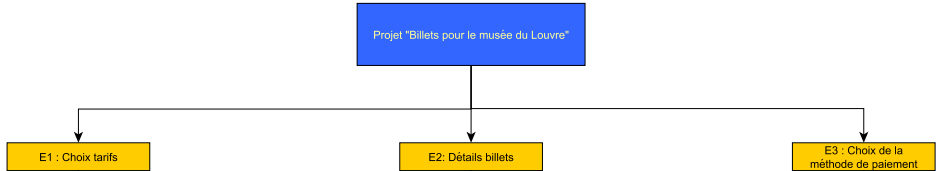 Projet "Billets pour le musée du Louvre"
E1 : Choix tarifs
E2: Détails billets
E3 : Choix de la
méthode de paiement